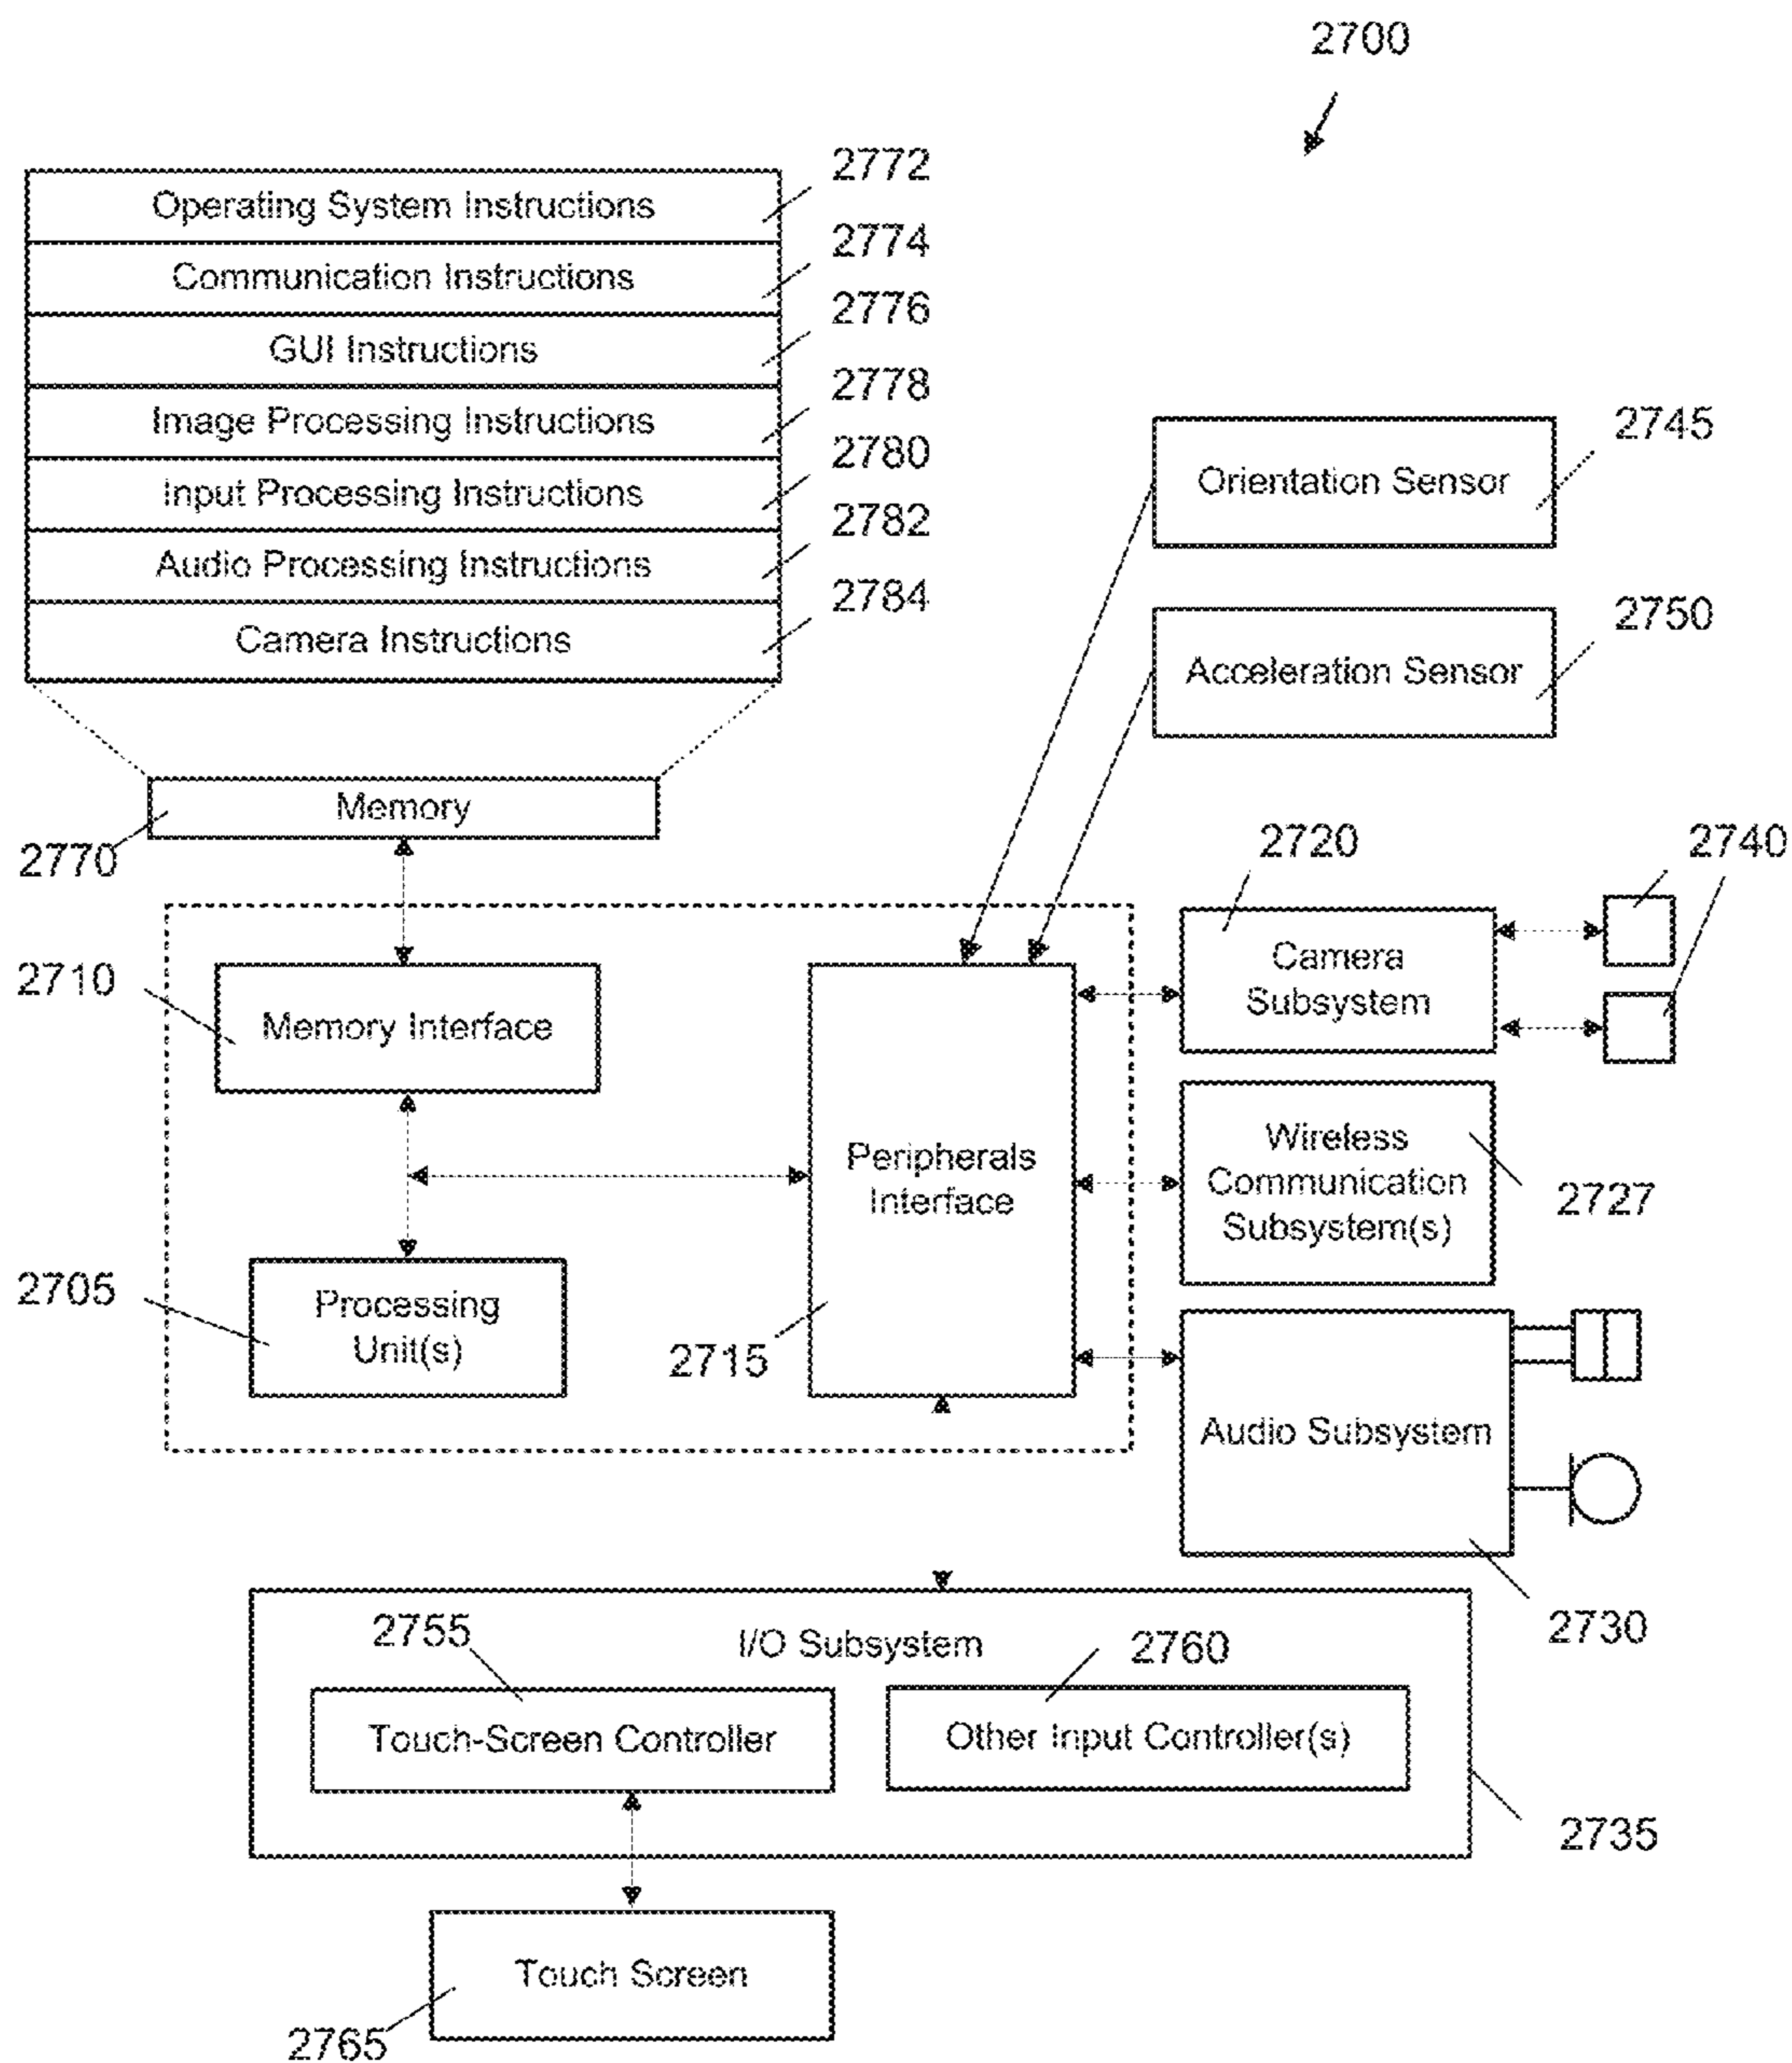 2700
Operating System Instructions
2772
Communication Instructions
2774
GUI Instructions
2776
Image Processing Instructions
2778
Input Processing Instructions
2780
Audio Processing Instructions
2782
Camera Instructions
2784
Orientation Sensor
2745
Acceleration Sensor
2750
Memory
2770
2720
2740
Camera
Subsystem
2710
Memory Interface
Peripherals
Interface
Wireless
Communication
Subsystem(s)
2727
2705
Processing
Unit(s)
2715
Audio Subsystem
2730
I/O Subsystem
2755
2760
Touch-Screen Controller
Other Input Controller(s)
2735
Touch Screen
2765